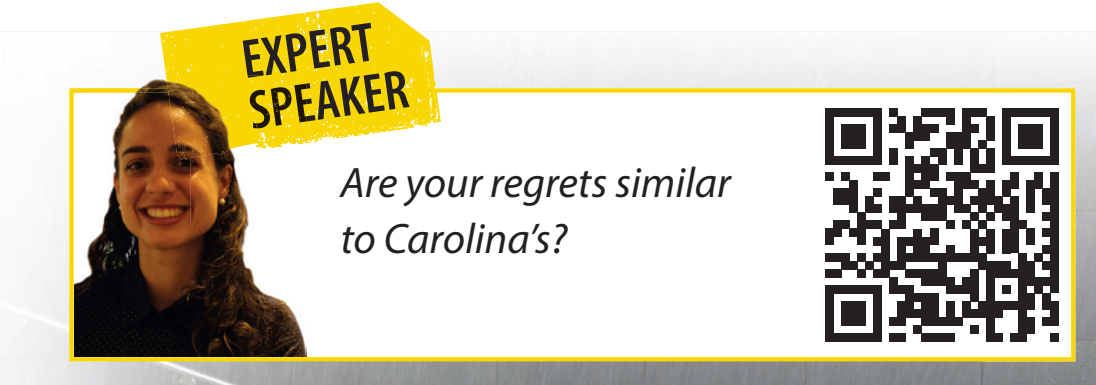 EXPERT
SPEAKER
Are your regrets similar
to Carolina’s?